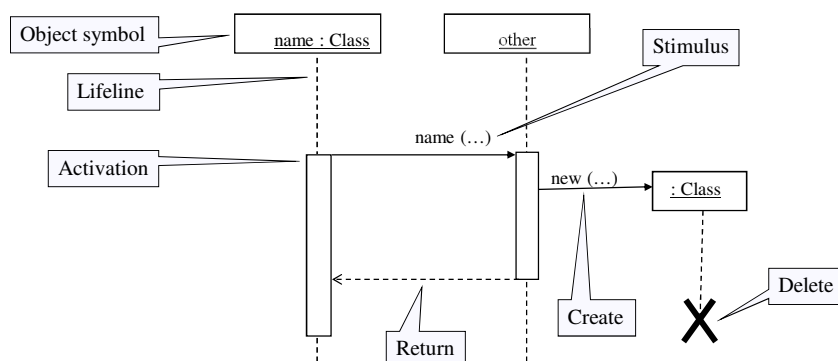 Object symbol
name : Class
other
Stimulus
Lifeline
name (…)
Activation
new (…)
: Class
Delete
Create
Return